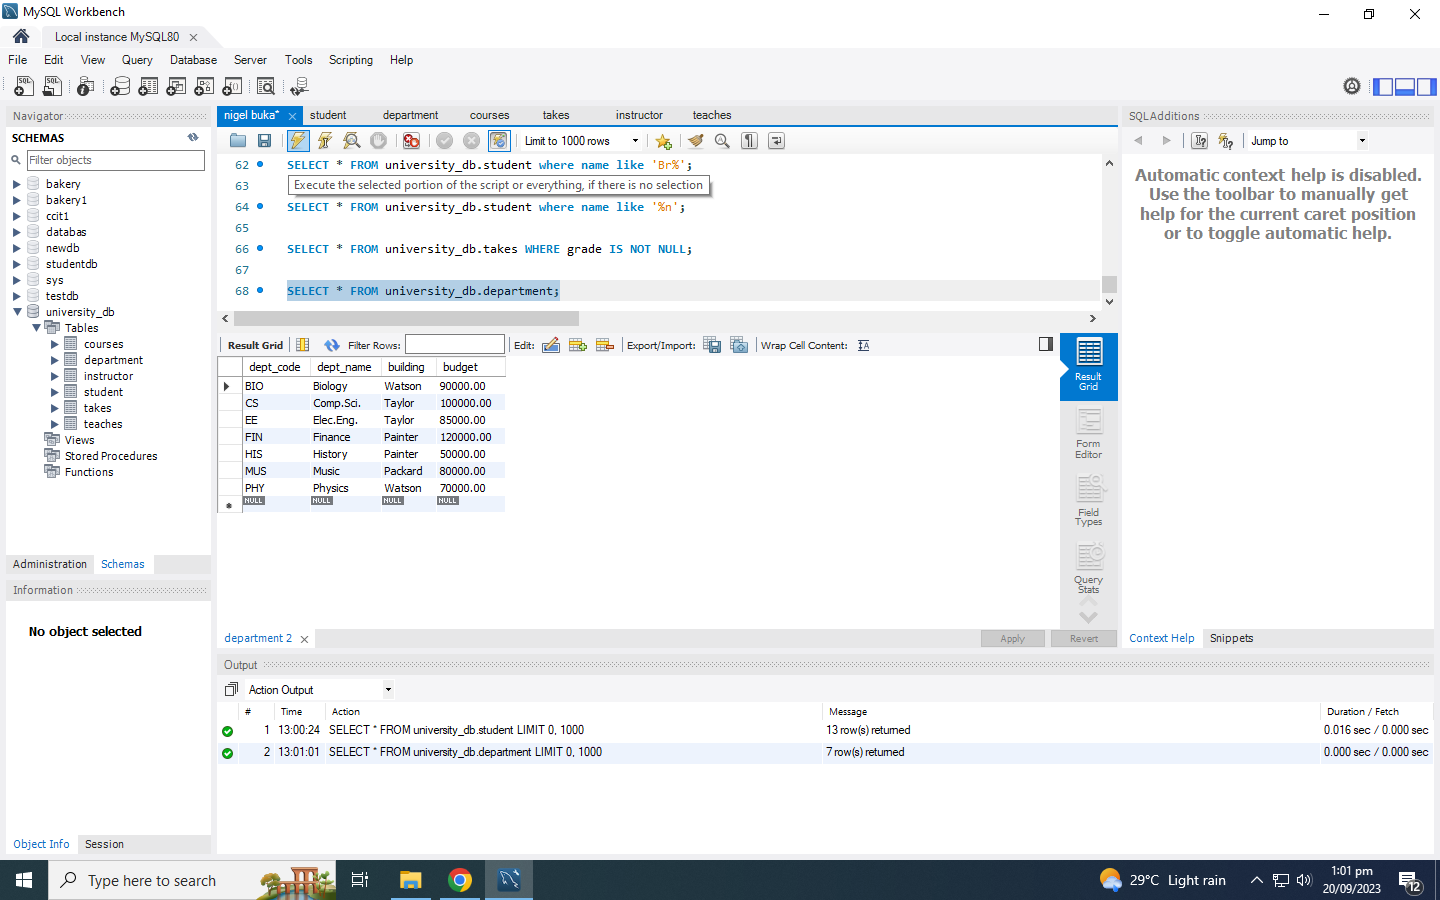 MySQL Workbench
Local instance MySQL80
File Edit View Query Database Server Tools Scripting Help
Navigator
SCHEMAS
Filter objects
bakery
bakery1
ccit1
databas
newdb
studentdb
sys
testdb
university_db
Tables
courses
department
instructor
student
takes
teaches
Views
Stored Procedures
Functions
Administration Schemas
Information
No object selected
Object Info Session
nigel buka* student department courses takes instructor teaches
Limit to 1000 rows
62 SELECT * FROM university_db.student where name like 'Br%';
63
Execute the selected portion of the script or everything, if there is no selection
64 SELECT * FROM university_db.student where name like '%n';
65
66 SELECT * FROM university_db.takes WHERE grade IS NOT NULL;
67
68 SELECT * FROM university_db.department;
Result Grid Filter Rows: Edit: Export/Import: Wrap Cell Content:
dept_code dept_name building budget
BIO Biology Watson 90000.00
CS Comp.Sci. Taylor 100000.00
EE Elec.Eng. Taylor 85000.00
FIN Finance Painter 120000.00
HIS History Painter 50000.00
MUS Music Packard 80000.00
PHY Physics Watson 70000.00
NULL NULL NULL NULL
Result
Grid
Form
Editor
Field
Types
Query
Stats
department 2
Apply Revert
SQLAdditions
Jump to
Automatic context help is disabled.
Use the toolbar to manually get
help for the current caret position
or to toggle automatic help.
Context Help Snippets
Output
Action Output
# Time Action Message Duration / Fetch
1 13:00:24 SELECT * FROM university_db.student LIMIT 0, 1000 13 row(s) returned 0.016 sec / 0.000 sec
2 13:01:01 SELECT * FROM university_db.department LIMIT 0, 1000 7 row(s) returned 0.000 sec / 0.000 sec
Type here to search
29°C Light rain
1:01 pm
20/09/2023
12